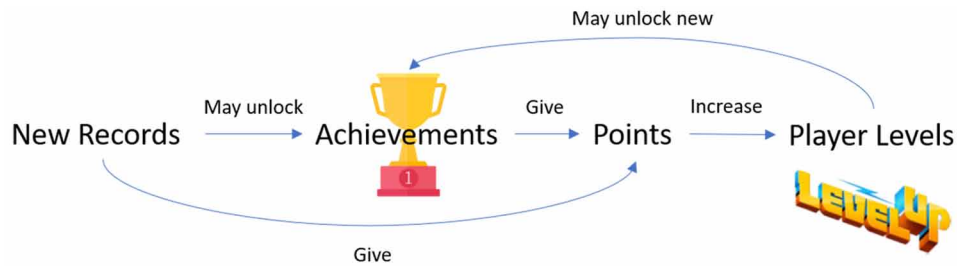 May unlock new
May unlock
Give
Increase
New Records
Achievements
Points
Player Levels
1
LEVEL UP
Give